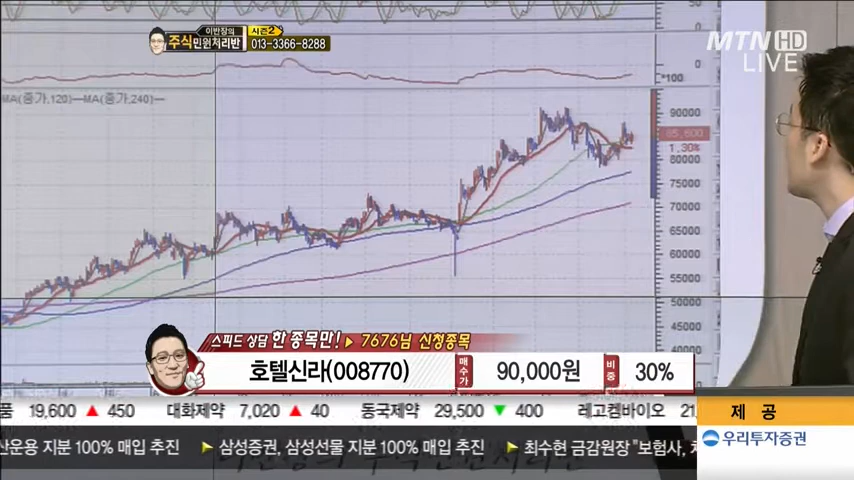 이반장의 시즌2
주식민원처리반 013-3366-8288
MTN HD
LIVE
0
50
0
*100
MA(종가,120)—MA(종가,240)—
90000
85,600
1.30%
80000
75000
70000
65000
60000
55000
50000
45000
40000
스피드 상담 한 종목만! ▶ 7676님 신청종목
호텔신라(008770) 매수가 90,000원 비중 30%
품 19,600 ▲ 450 대화제약 7,020 ▲ 40 동국제약 29,500 ▼ 400 레고켐바이오 21,
제 공
산운용 지분 100% 매입 추진 ▶ 삼성증권, 삼성선물 지분 100% 매입 추진 ▶ 최수현 금감원장 "보험사,
우리투자증권